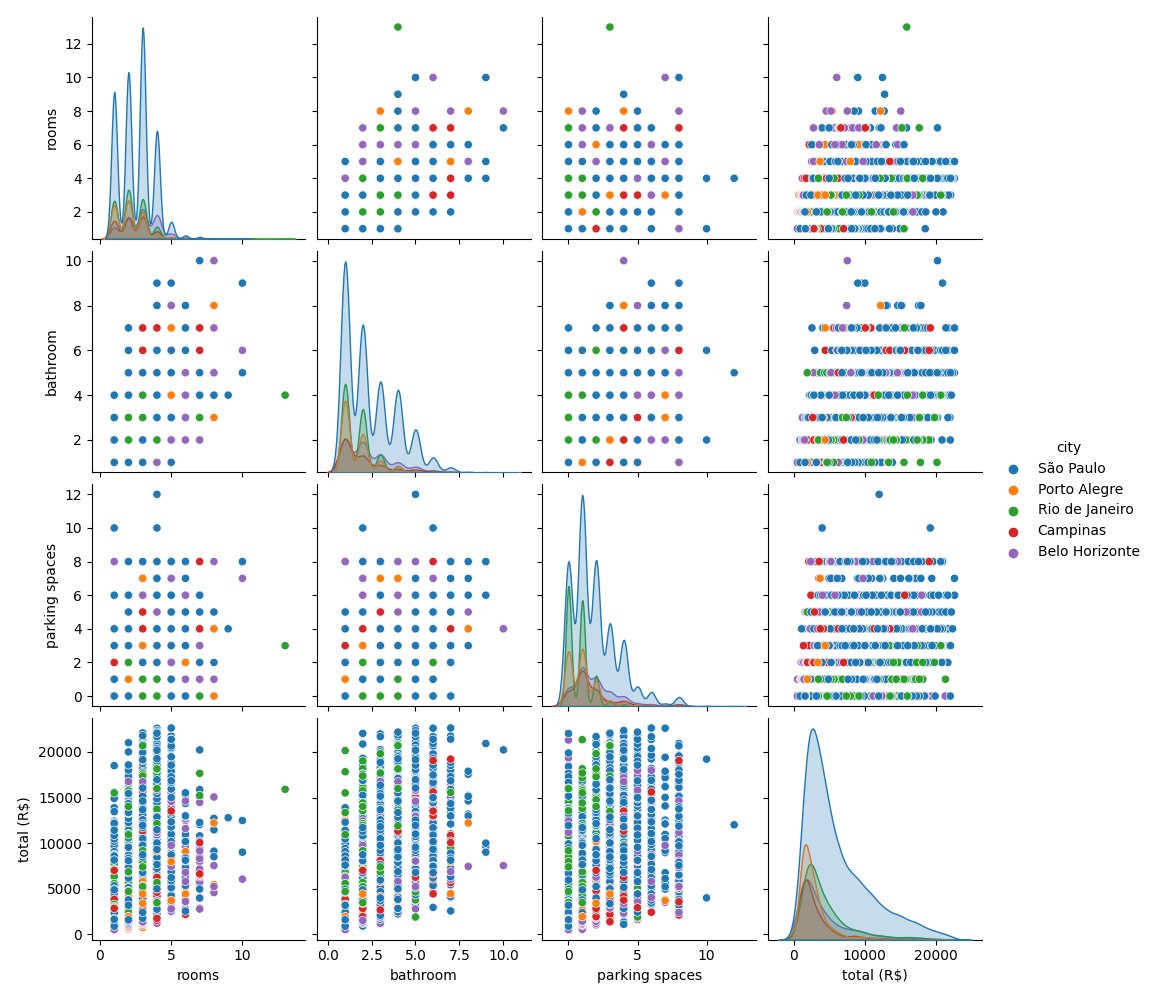 rooms
12
10
8
6
4
2
bathroom
10
8
6
4
2
city
São Paulo
Porto Alegre
Rio de Janeiro
Campinas
Belo Horizonte
parking spaces
12
10
8
6
4
2
0
total (R$)
20000
15000
10000
5000
0
0 5 10
0.0 2.5 5.0 7.5 10.0
0 5 10
0 10000 20000
rooms bathroom parking spaces total (R$)